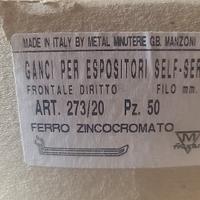 MADE IN ITALY BY METAL MINUTERIE G.B. MANZONI
GANCI PER ESPOSITORI SELF-SER
FRONTALE DIRITTO FILO mm.
ART. 273/20 Pz. 50
FERRO ZINCOCROMATO